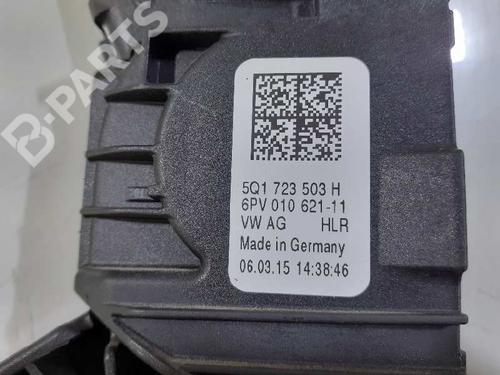 B-PARTS
5Q1 723 503 H
6PV 010 621-11
VW AG HLR
Made in Germany
06.03.15 14:38:46